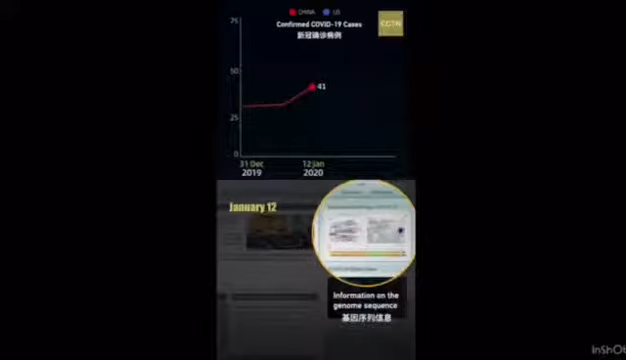 CHINA US
Confirmed COVID-19 Cases
新冠确诊病例
CGTN
75
50
41
25
0
31 Dec 12 Jan
2019 2020
January 12
Information on the
genome sequence
基因序列信息
InShOt